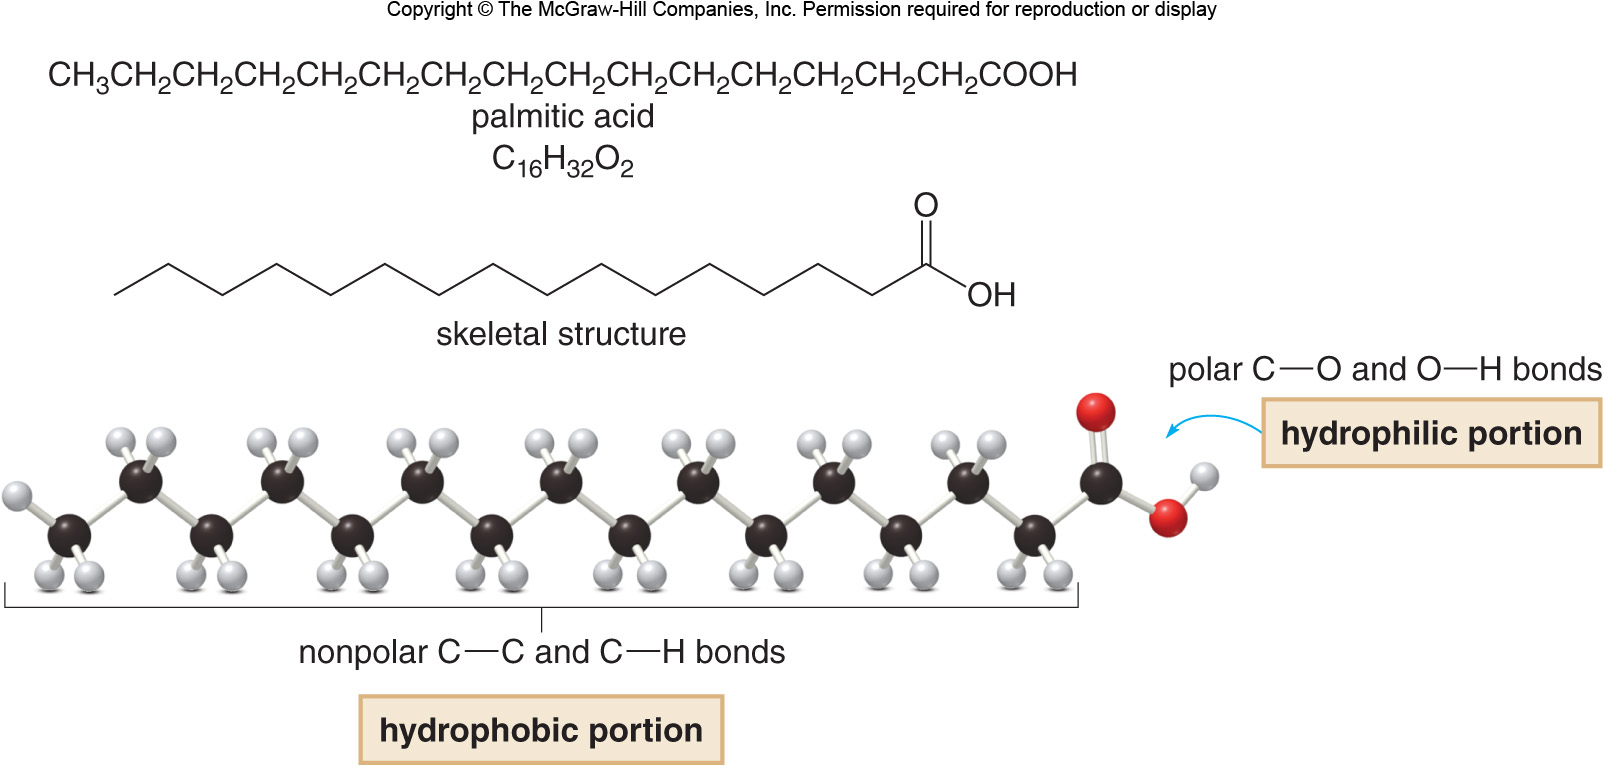 Copyright © The McGraw-Hill Companies, Inc. Permission required for reproduction or display
CH₃CH₂CH₂CH₂CH₂CH₂CH₂CH₂CH₂CH₂CH₂CH₂CH₂CH₂CH₂COOH
palmitic acid
C₁₆H₃₂O₂
O
OH
skeletal structure
polar C—O and O—H bonds
hydrophilic portion
nonpolar C—C and C—H bonds
hydrophobic portion